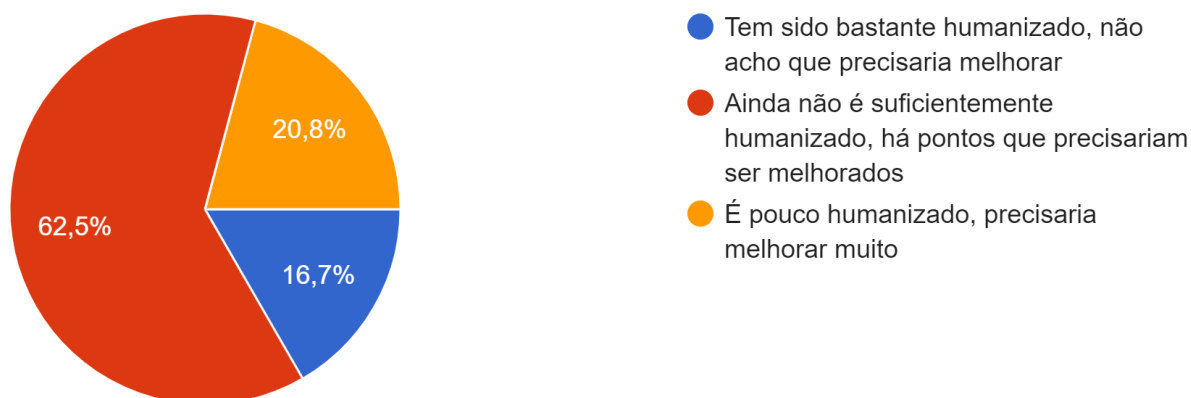 20,8%
62,5%
16,7%
Tem sido bastante humanizado, não
acho que precisaria melhorar
Ainda não é suficientemente
humanizado, há pontos que precisariam
ser melhorados
É pouco humanizado, precisaria
melhorar muito